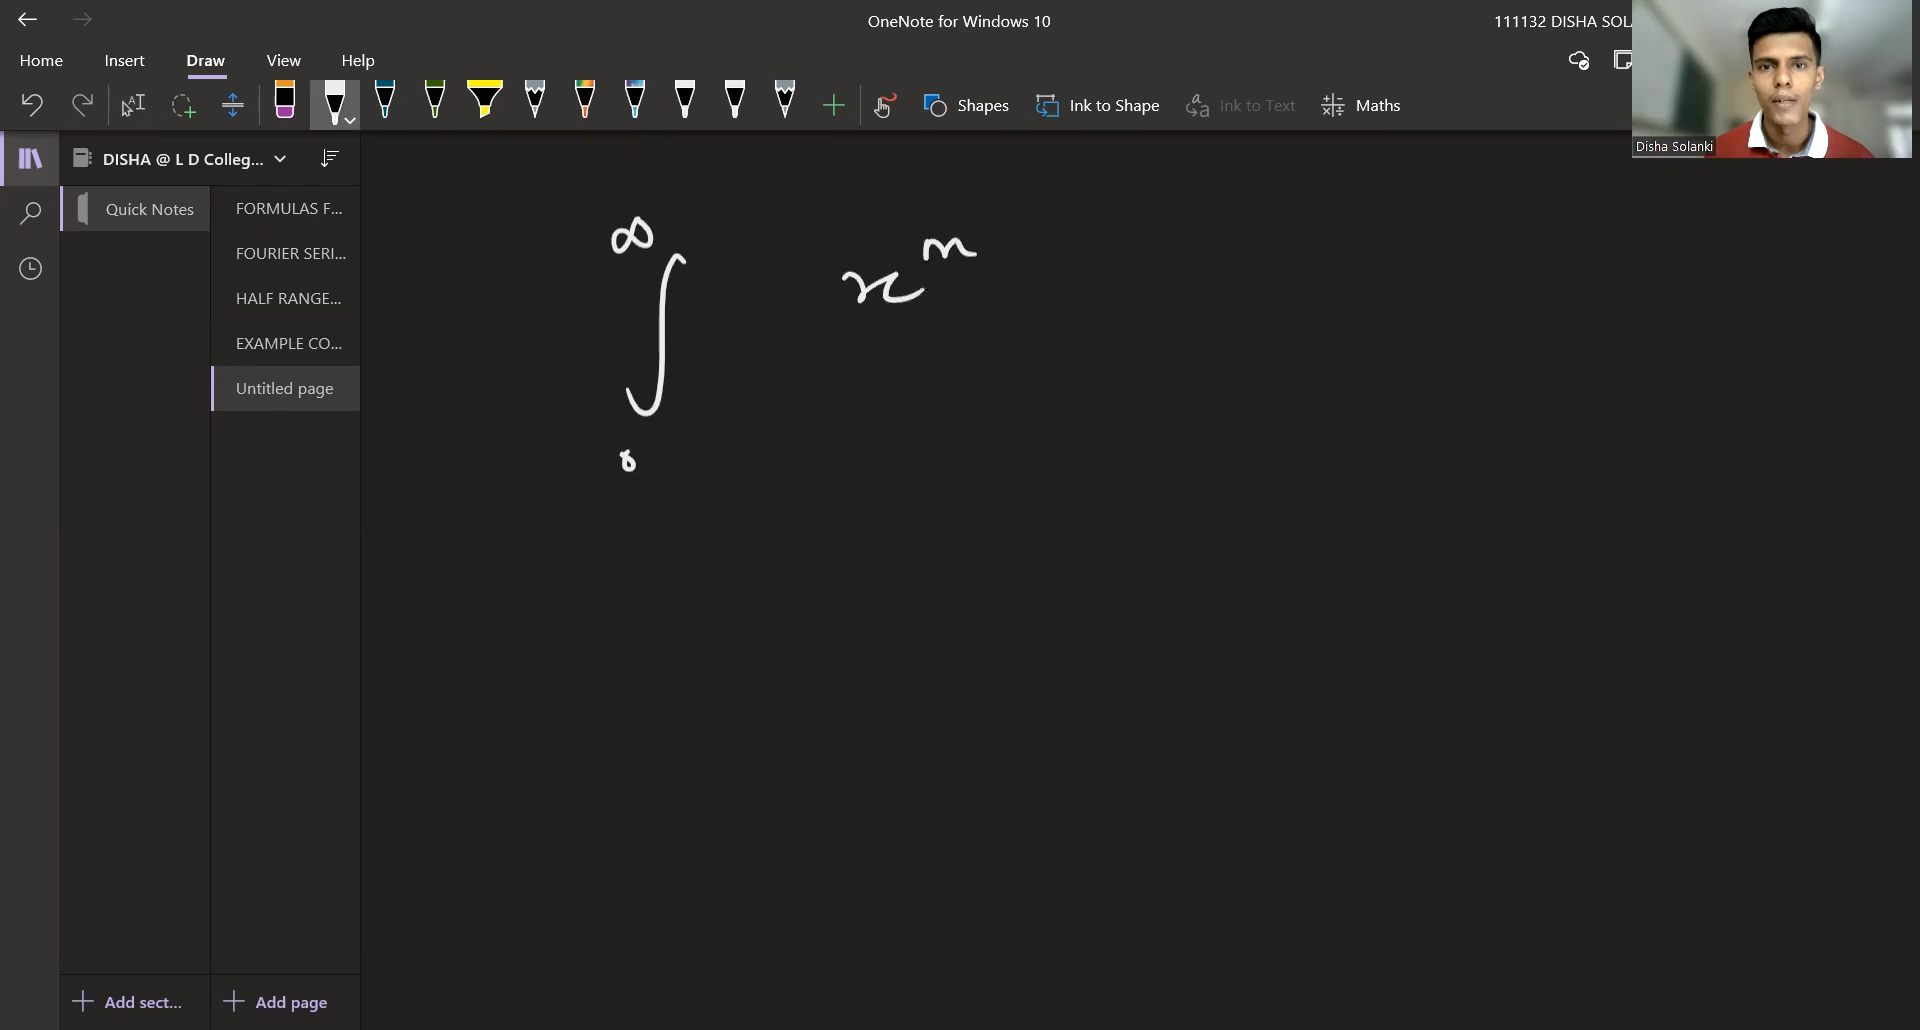 OneNote for Windows 10
111132 DISHA SOL
Home Insert Draw View Help
Shapes Ink to Shape Ink to Text Maths
Disha Solanki
DISHA @ L D Colleg...
Quick Notes
FORMULAS F...
FOURIER SERI...
HALF RANGE...
EXAMPLE CO...
Untitled page
∞
∫ x^m
0
Add sect...
Add page